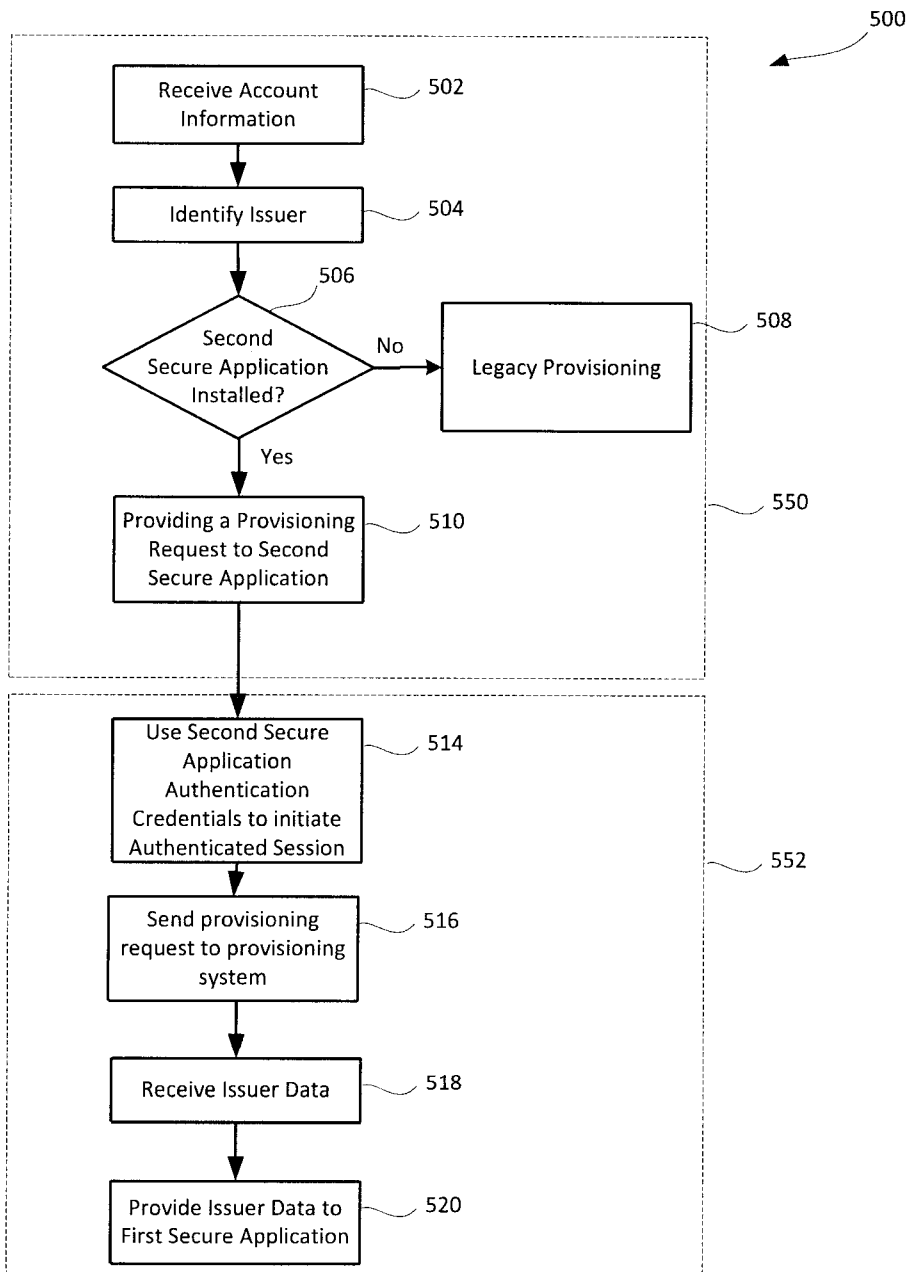 500
Receive Account
Information
502
Identify Issuer
504
506
Second
Secure Application
Installed?
No
Legacy Provisioning
508
Yes
Providing a Provisioning
Request to Second
Secure Application
510
550
Use Second Secure
Application
Authentication
Credentials to initiate
Authenticated Session
514
552
Send provisioning
request to provisioning
system
516
Receive Issuer Data
518
Provide Issuer Data to
First Secure Application
520